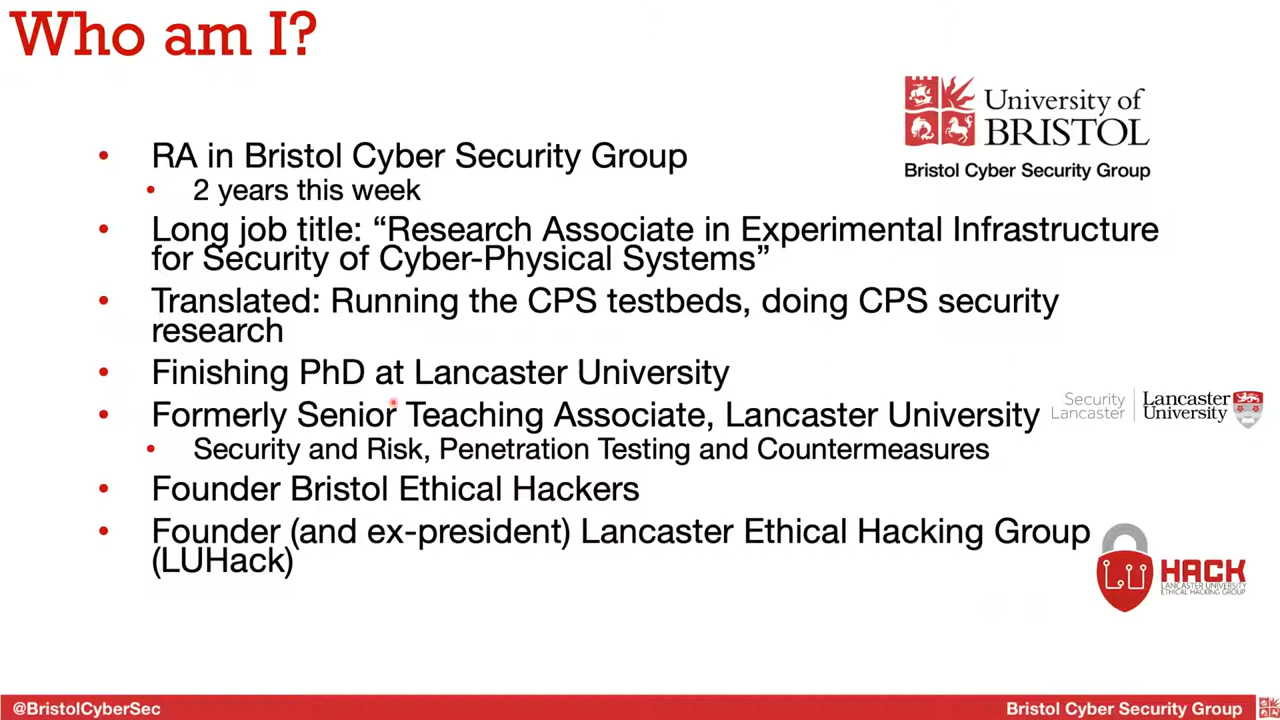 Who am I?
University of
BRISTOL
Bristol Cyber Security Group
• RA in Bristol Cyber Security Group
• 2 years this week
• Long job title: “Research Associate in Experimental Infrastructure
for Security of Cyber-Physical Systems”
• Translated: Running the CPS testbeds, doing CPS security
research
• Finishing PhD at Lancaster University
• Formerly Senior Teaching Associate, Lancaster University
Security
Lancaster
Lancaster
University
• Security and Risk, Penetration Testing and Countermeasures
• Founder Bristol Ethical Hackers
• Founder (and ex-president) Lancaster Ethical Hacking Group
(LUHack)
LU HACK
LANCASTER UNIVERSITY
ETHICAL HACKING GROUP
@BristolCyberSec
Bristol Cyber Security Group